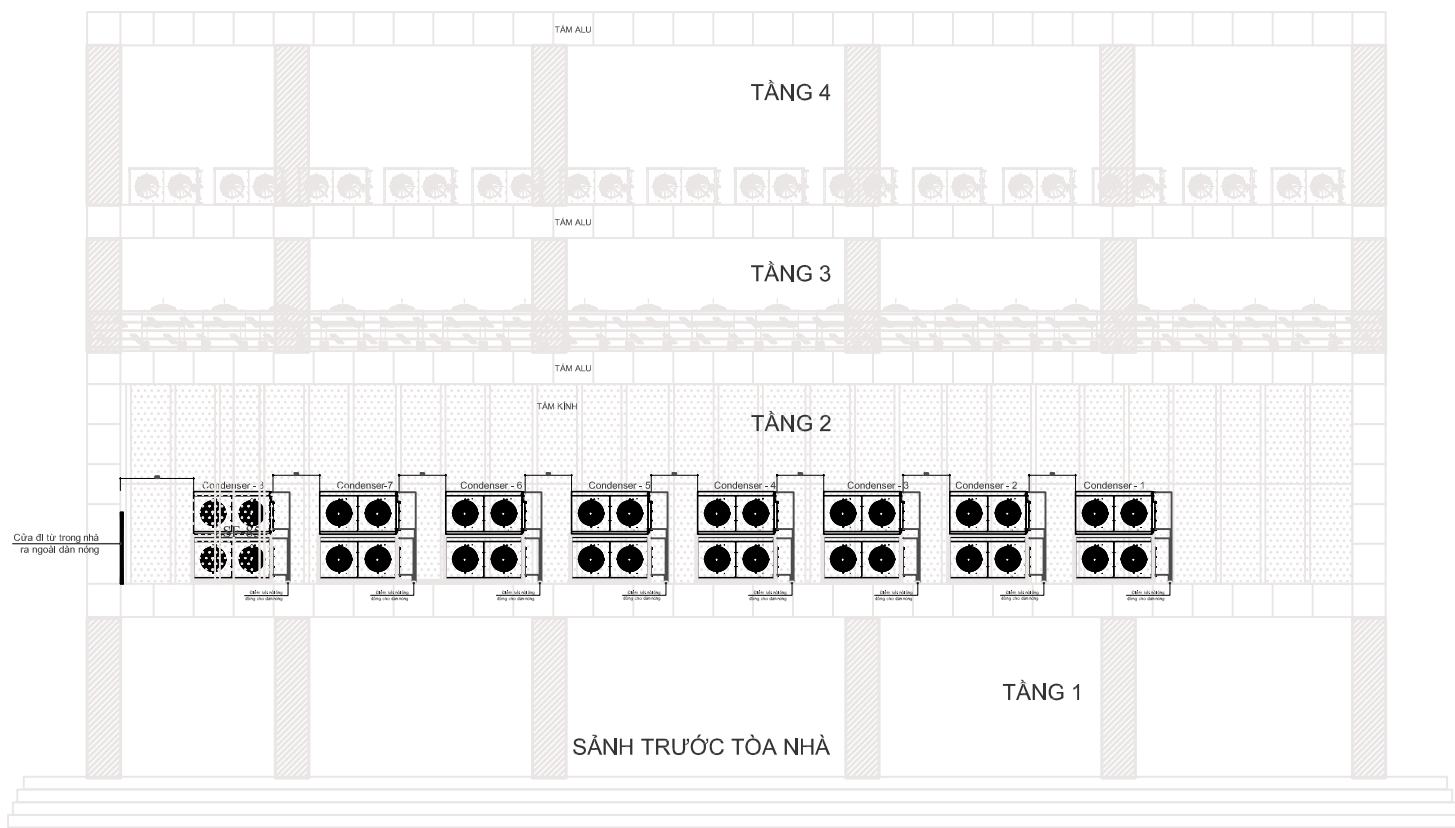 TẤM ALU
TẦNG 4
TẤM ALU
TẦNG 3
TẤM ALU
TẤM KÍNH
TẦNG 2
Condenser - 8
Condenser-7
Condenser - 6
Condenser - 5
Condenser - 4
Condenser - 3
Condenser - 2
Condenser - 1
Cửa đi từ trong nhà
ra ngoài dàn nóng
TẦNG 1
SẢNH TRƯỚC TÒA NHÀ